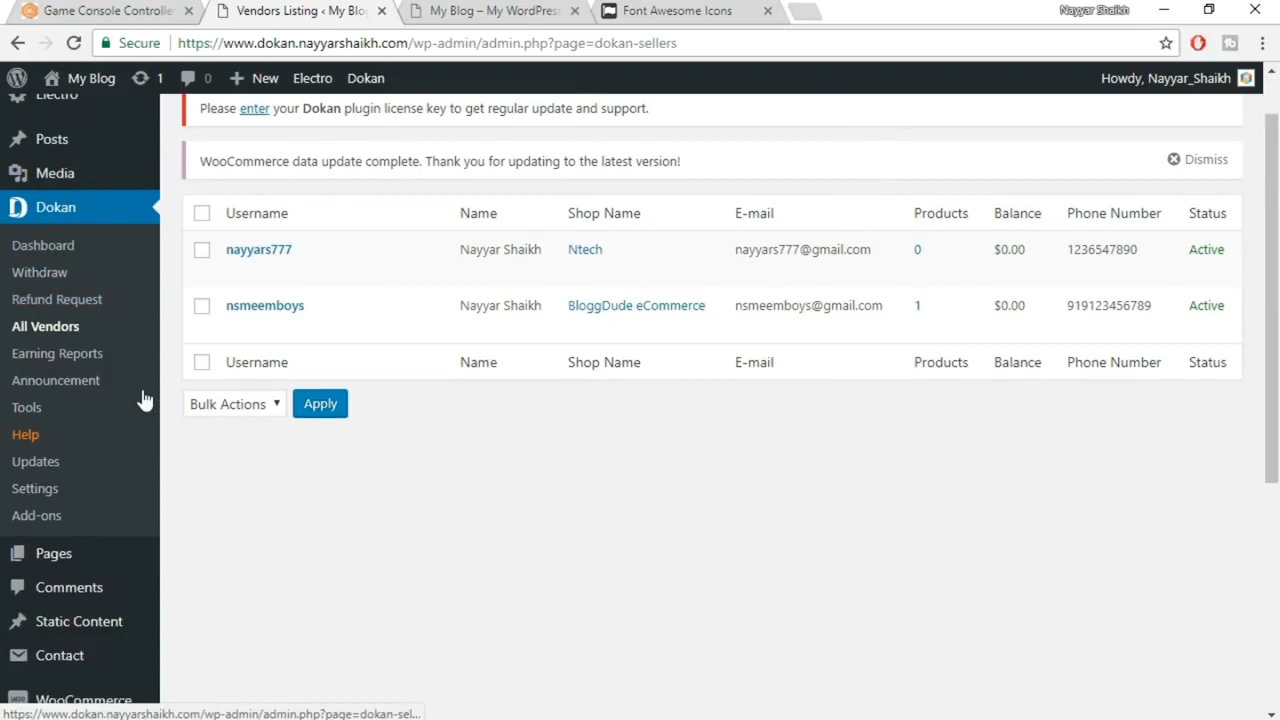 Game Console Controlle
Vendors Listing ‹ My Blog
My Blog – My WordPress
Font Awesome Icons
Nayyar Shaikh
Secure
https://www.dokan.nayyarshaikh.com/wp-admin/admin.php?page=dokan-sellers
My Blog
1
0
New
Electro
Dokan
Howdy, Nayyar_Shaikh
Electro
Posts
Media
Dokan
Dashboard
Withdraw
Refund Request
All Vendors
Earning Reports
Announcement
Tools
Help
Updates
Settings
Add-ons
Pages
Comments
Static Content
Contact
WooCommerce
Please enter your Dokan plugin license key to get regular update and support.
WooCommerce data update complete. Thank you for updating to the latest version!
Dismiss
Username Name Shop Name E-mail Products Balance Phone Number Status
nayyars777 Nayyar Shaikh Ntech nayyars777@gmail.com 0 $0.00 1236547890 Active
nsmeemboys Nayyar Shaikh BloggDude eCommerce nsmeemboys@gmail.com 1 $0.00 919123456789 Active
Username Name Shop Name E-mail Products Balance Phone Number Status
Bulk Actions
Apply
https://www.dokan.nayyarshaikh.com/wp-admin/admin.php?page=dokan-sel...